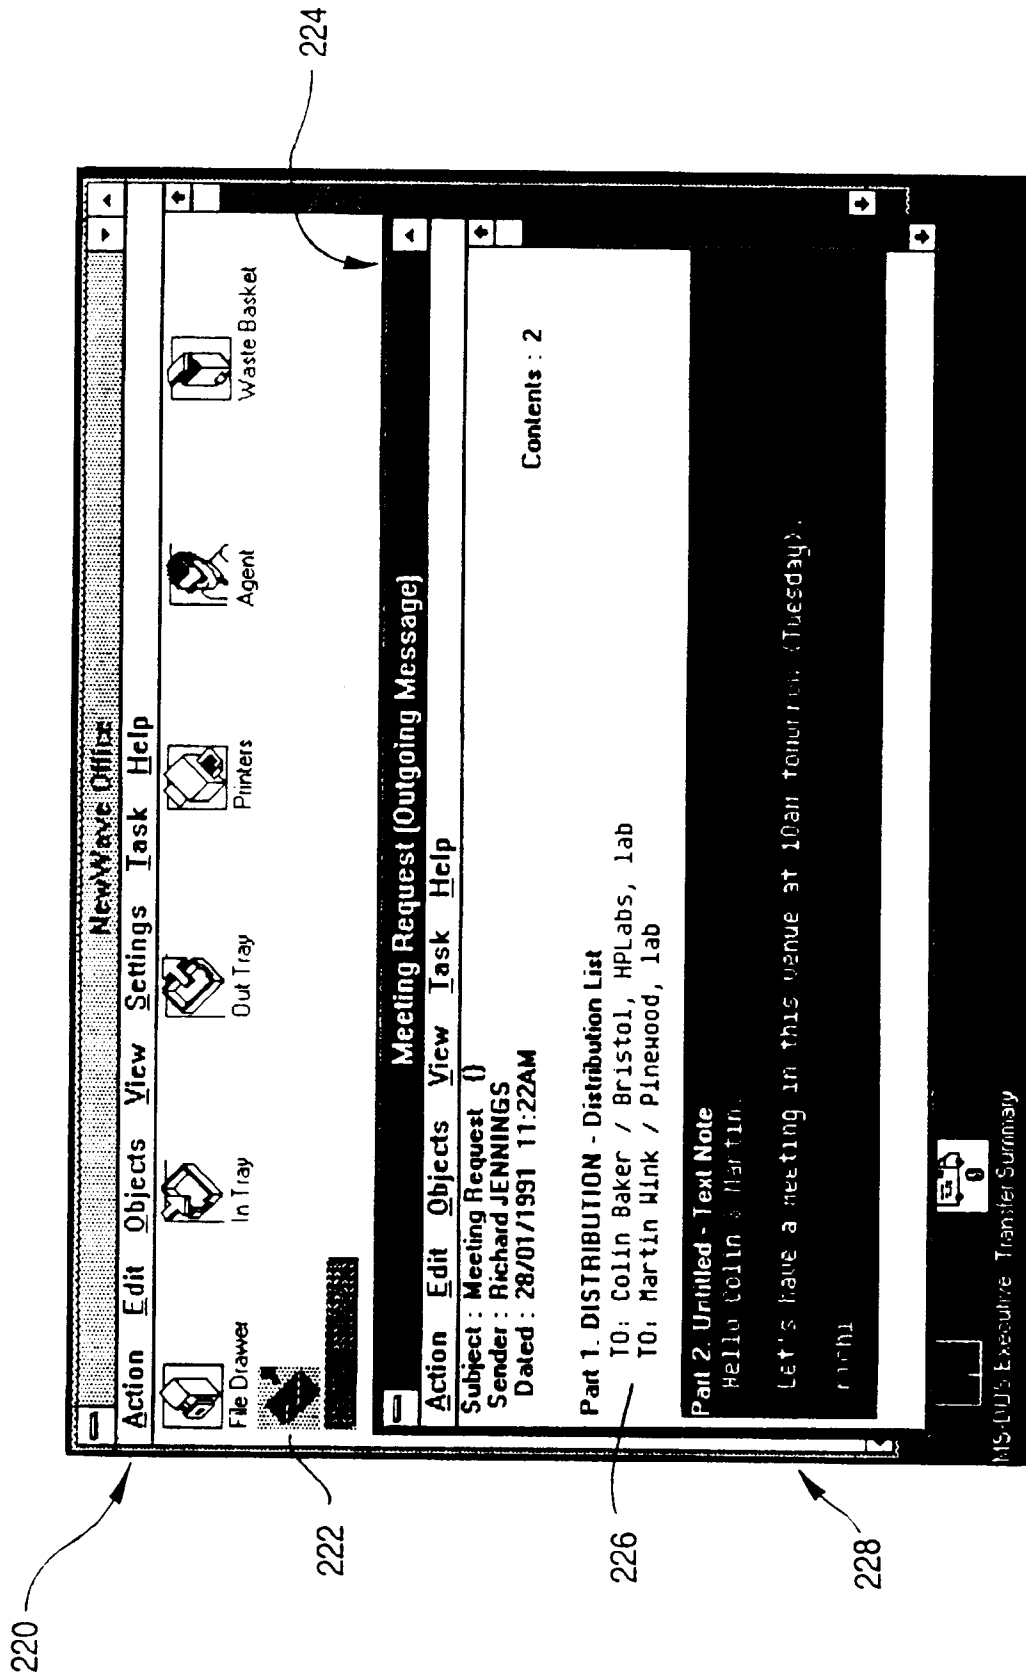 220
NewWave Office
Action Edit Objects View Settings Task Help
File Drawer In Tray Out Tray Printers Agent Waste Basket
222
224
Meeting Request (Outgoing Message)
Action Edit Objects View Task Help
Subject : Meeting Request {}
Sender : Richard JENNINGS
Dated : 28/01/1991 11:22AM
Contents : 2
Part 1. DISTRIBUTION - Distribution List
TO: Colin Baker / Bristol, HPLabs, lab
TO: Martin Wink / Pinewood, lab
226
Part 2. Untitled - Text Note
Hello Colin & Martin.
Let's have a meeting in this venue at 10am tomorrow (Tuesday).
228
MS-DOS Executive Transfer Summary